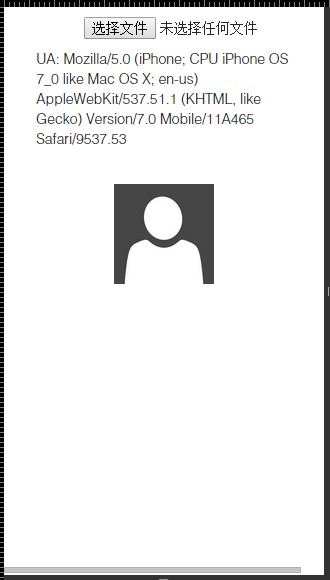 选择文件 未选择任何文件
UA: Mozilla/5.0 (iPhone; CPU iPhone OS
7_0 like Mac OS X; en-us)
AppleWebKit/537.51.1 (KHTML, like
Gecko) Version/7.0 Mobile/11A465
Safari/9537.53